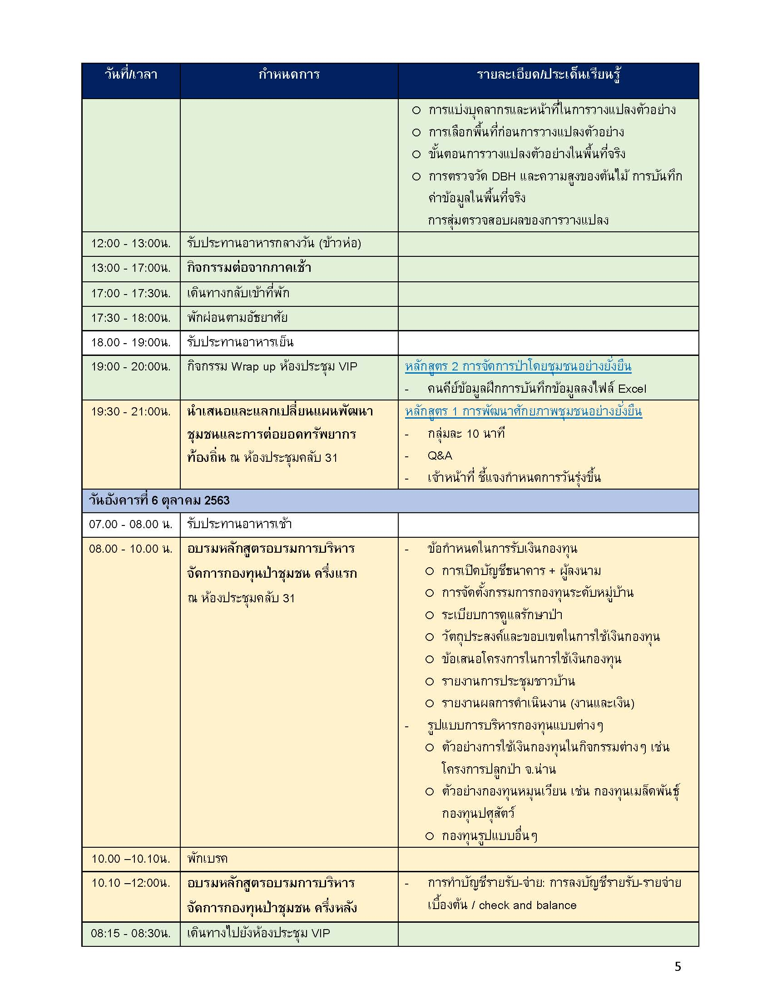 วันที่/เวลา กำหนดการ รายละเอียด/ประเด็นเรียนรู้
o การแบ่งบุคลากรและหน้าที่ในการวางแปลงตัวอย่าง
o การเลือกพื้นที่ก่อนการวางแปลงตัวอย่าง
o ขั้นตอนการวางแปลงตัวอย่างในพื้นที่จริง
o การตรวจวัด DBH และความสูงของต้นไม้ การบันทึก
ค่าข้อมูลในพื้นที่จริง
การสุ่มตรวจสอบผลของการวางแปลง
12:00 - 13:00น. รับประทานอาหารกลางวัน (ข้าวห่อ)
13:00 - 17:00น. กิจกรรมต่อจากภาคเช้า
17:00 - 17:30น. เดินทางกลับเข้าที่พัก
17:30 - 18:00น. พักผ่อนตามอัธยาศัย
18.00 - 19:00น. รับประทานอาหารเย็น
19:00 - 20:00น. กิจกรรม Wrap up ห้องประชุม VIP หลักสูตร 2 การจัดการป่าโดยชุมชนอย่างยั่งยืน
- คนคีย์ข้อมูลฝึกการบันทึกข้อมูลลงไฟล์ Excel
19:30 - 21:00น. นำเสนอและแลกเปลี่ยนแผนพัฒนา หลักสูตร 1 การพัฒนาศักยภาพชุมชนอย่างยั่งยืน
ชุมชนและการต่อยอดทรัพยากร - กลุ่มละ 10 นาที
ท้องถิ่น ณ ห้องประชุมคลับ 31 - Q&A
- เจ้าหน้าที่ ชี้แจงกำหนดการวันรุ่งขึ้น
วันอังคารที่ 6 ตุลาคม 2563
07.00 - 08.00 น. รับประทานอาหารเช้า
08.00 - 10.00 น. อบรมหลักสูตรอบรมการบริหาร - ข้อกำหนดในการรับเงินกองทุน
จัดการกองทุนป่าชุมชน ครึ่งแรก o การเปิดบัญชีธนาคาร + ผู้ลงนาม
ณ ห้องประชุมคลับ 31 o การจัดตั้งกรรมการกองทุนระดับหมู่บ้าน
o ระเบียบการดูแลรักษาป่า
o วัตถุประสงค์และขอบเขตในการใช้เงินกองทุน
o ข้อเสนอโครงการในการใช้เงินกองทุน
o รายงานการประชุมชาวบ้าน
o รายงานผลการดำเนินงาน (งานและเงิน)
- รูปแบบการบริหารกองทุนแบบต่างๆ
o ตัวอย่างการใช้เงินกองทุนในกิจกรรมต่างๆ เช่น
โครงการปลูกป่า จ.น่าน
o ตัวอย่างกองทุนหมุนเวียน เช่น กองทุนเมล็ดพันธุ์
กองทุนปศุสัตว์
o กองทุนรูปแบบอื่นๆ
10.00 –10.10น. พักเบรค
10.10 –12:00น. อบรมหลักสูตรอบรมการบริหาร - การทำบัญชีรายรับ-จ่าย: การลงบัญชีรายรับ-รายจ่าย
จัดการกองทุนป่าชุมชน ครึ่งหลัง เบื้องต้น / check and balance
08:15 - 08:30น. เดินทางไปยังห้องประชุม VIP
5